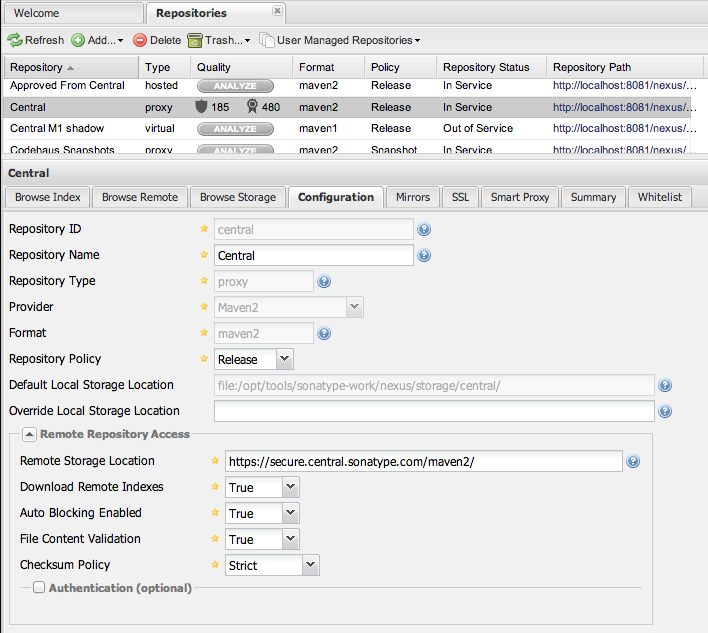 Welcome Repositories
Refresh Add... Delete Trash... User Managed Repositories
Repository Type Quality Format Policy Repository Status Repository Path
Approved From Central hosted ANALYZE maven2 Release In Service http://localhost:8081/nexus/...
Central proxy 185 480 maven2 Release In Service http://localhost:8081/nexus/...
Central M1 shadow virtual ANALYZE maven1 Release Out of Service http://localhost:8081/nexus/...
Codehaus Snapshots proxy ANALYZE maven2 Snapshot In Service http://localhost:8081/nexus/...
Central
Browse Index Browse Remote Browse Storage Configuration Mirrors SSL Smart Proxy Summary Whitelist
Repository ID central
Repository Name Central
Repository Type proxy
Provider Maven2
Format maven2
Repository Policy Release
Default Local Storage Location file:/opt/tools/sonatype-work/nexus/storage/central/
Override Local Storage Location
Remote Repository Access
Remote Storage Location https://secure.central.sonatype.com/maven2/
Download Remote Indexes True
Auto Blocking Enabled True
File Content Validation True
Checksum Policy Strict
Authentication (optional)